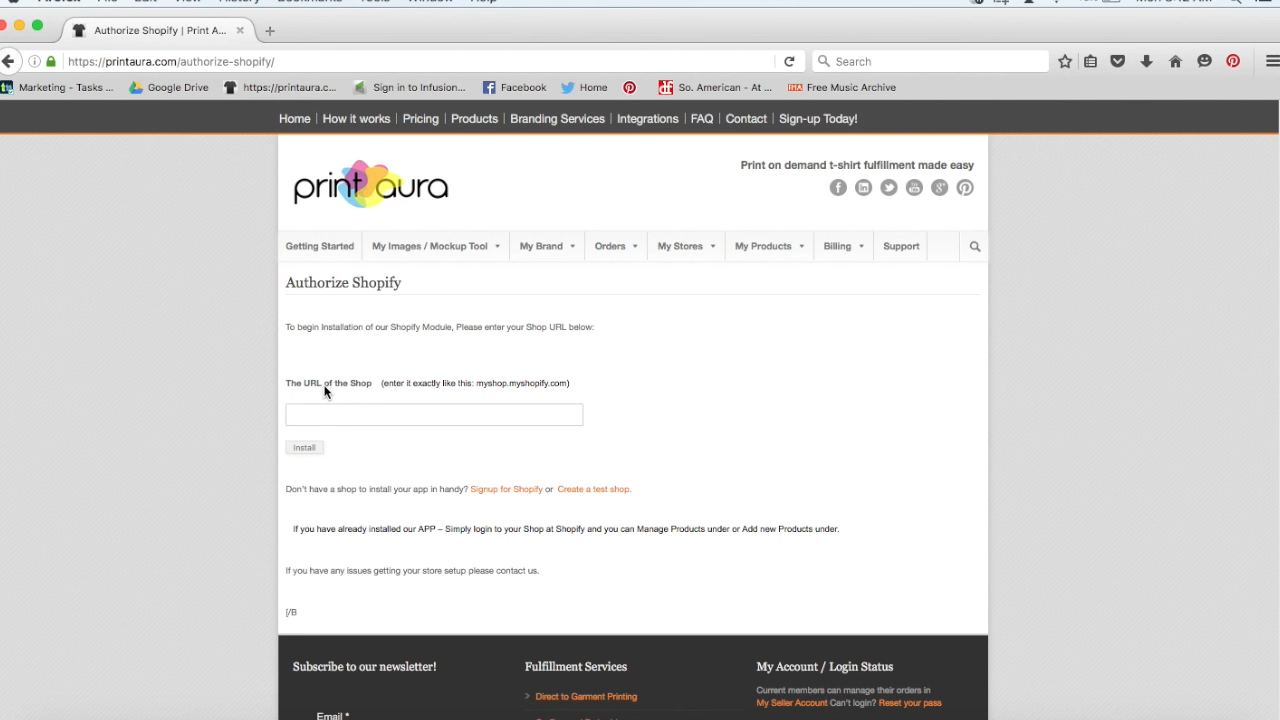 Authorize Shopify | Print A...
https://printaura.com/authorize-shopify/
Search
Marketing - Tasks ...
Google Drive
https://printaura.c...
Sign in to Infusion...
Facebook
Home
So. American - At ...
Free Music Archive
Home | How it works | Pricing | Products | Branding Services | Integrations | FAQ | Contact | Sign-up Today!
print aura
Print on demand t-shirt fulfillment made easy
Getting Started
My Images / Mockup Tool
My Brand
Orders
My Stores
My Products
Billing
Support
Authorize Shopify
To begin Installation of our Shopify Module, Please enter your Shop URL below:
The URL of the Shop (enter it exactly like this: myshop.myshopify.com)
Install
Don't have a shop to install your app in handy? Signup for Shopify or Create a test shop.
If you have already installed our APP – Simply login to your Shop at Shopify and you can Manage Products under or Add new Products under.
If you have any issues getting your store setup please contact us.
[/B
Subscribe to our newsletter!
Email *
Fulfillment Services
> Direct to Garment Printing
My Account / Login Status
Current members can manage their orders in
My Seller Account Can't login? Reset your pass